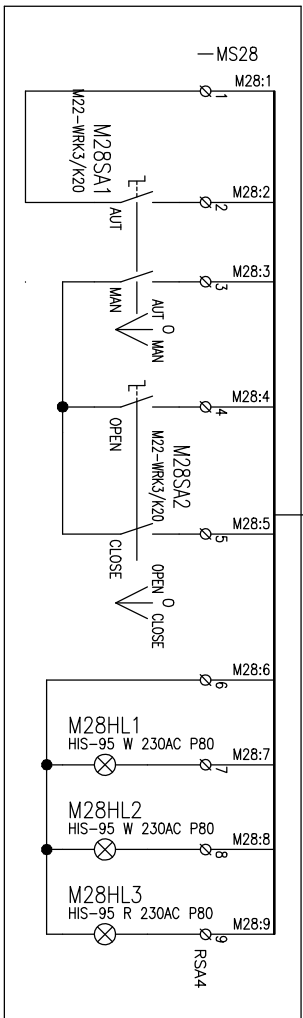 —MS28
M28:1
1
M28:2
2
M28SA1
M22-WRK3/K20
AUT
M28:3
3
MAN
AUT
0
MAN
M28:4
4
OPEN
M28SA2
M22-WRK3/K20
M28:5
5
CLOSE
OPEN
0
CLOSE
M28:6
6
M28HL1
HIS-95 W 230AC P80
M28:7
7
M28HL2
HIS-95 W 230AC P80
M28:8
8
M28HL3
HIS-95 R 230AC P80
M28:9
9
RSA4